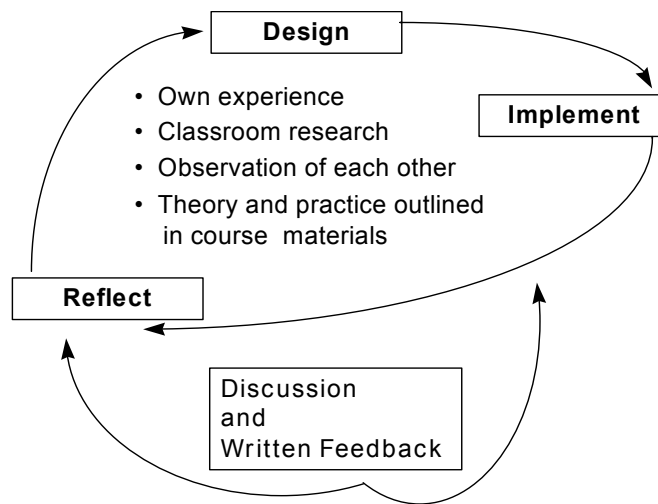 Design
• Own experience
• Classroom research
• Observation of each other
• Theory and practice outlined
in course materials
Implement
Reflect
Discussion
and
Written Feedback